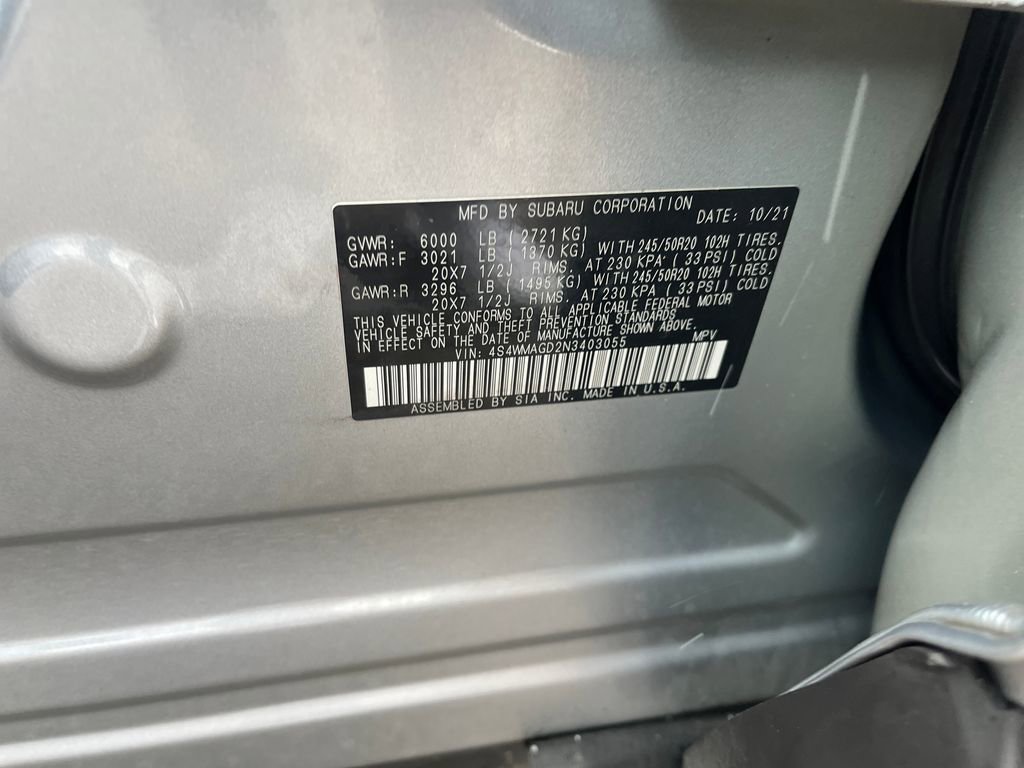 MFD BY SUBARU CORPORATION DATE: 10/21
GVWR: 6000 LB ( 2721 KG)
GAWR:F 3021 LB ( 1370 KG) WITH 245/50R20 102H TIRES.
20X7 1/2J RIMS. AT 230 KPA ( 33 PSI) COLD
GAWR:R 3296 LB ( 1495 KG) WITH 245/50R20 102H TIRES.
20X7 1/2J RIMS. AT 230 KPA ( 33 PSI) COLD
THIS VEHICLE CONFORMS TO ALL APPLICABLE FEDERAL MOTOR
VEHICLE SAFETY AND THEFT PREVENTION STANDARDS
IN EFFECT ON THE DATE OF MANUFACTURE SHOWN ABOVE.
VIN: 4S4WMAGD2N3403055 MPV
ASSEMBLED BY SIA INC. MADE IN U.S.A.